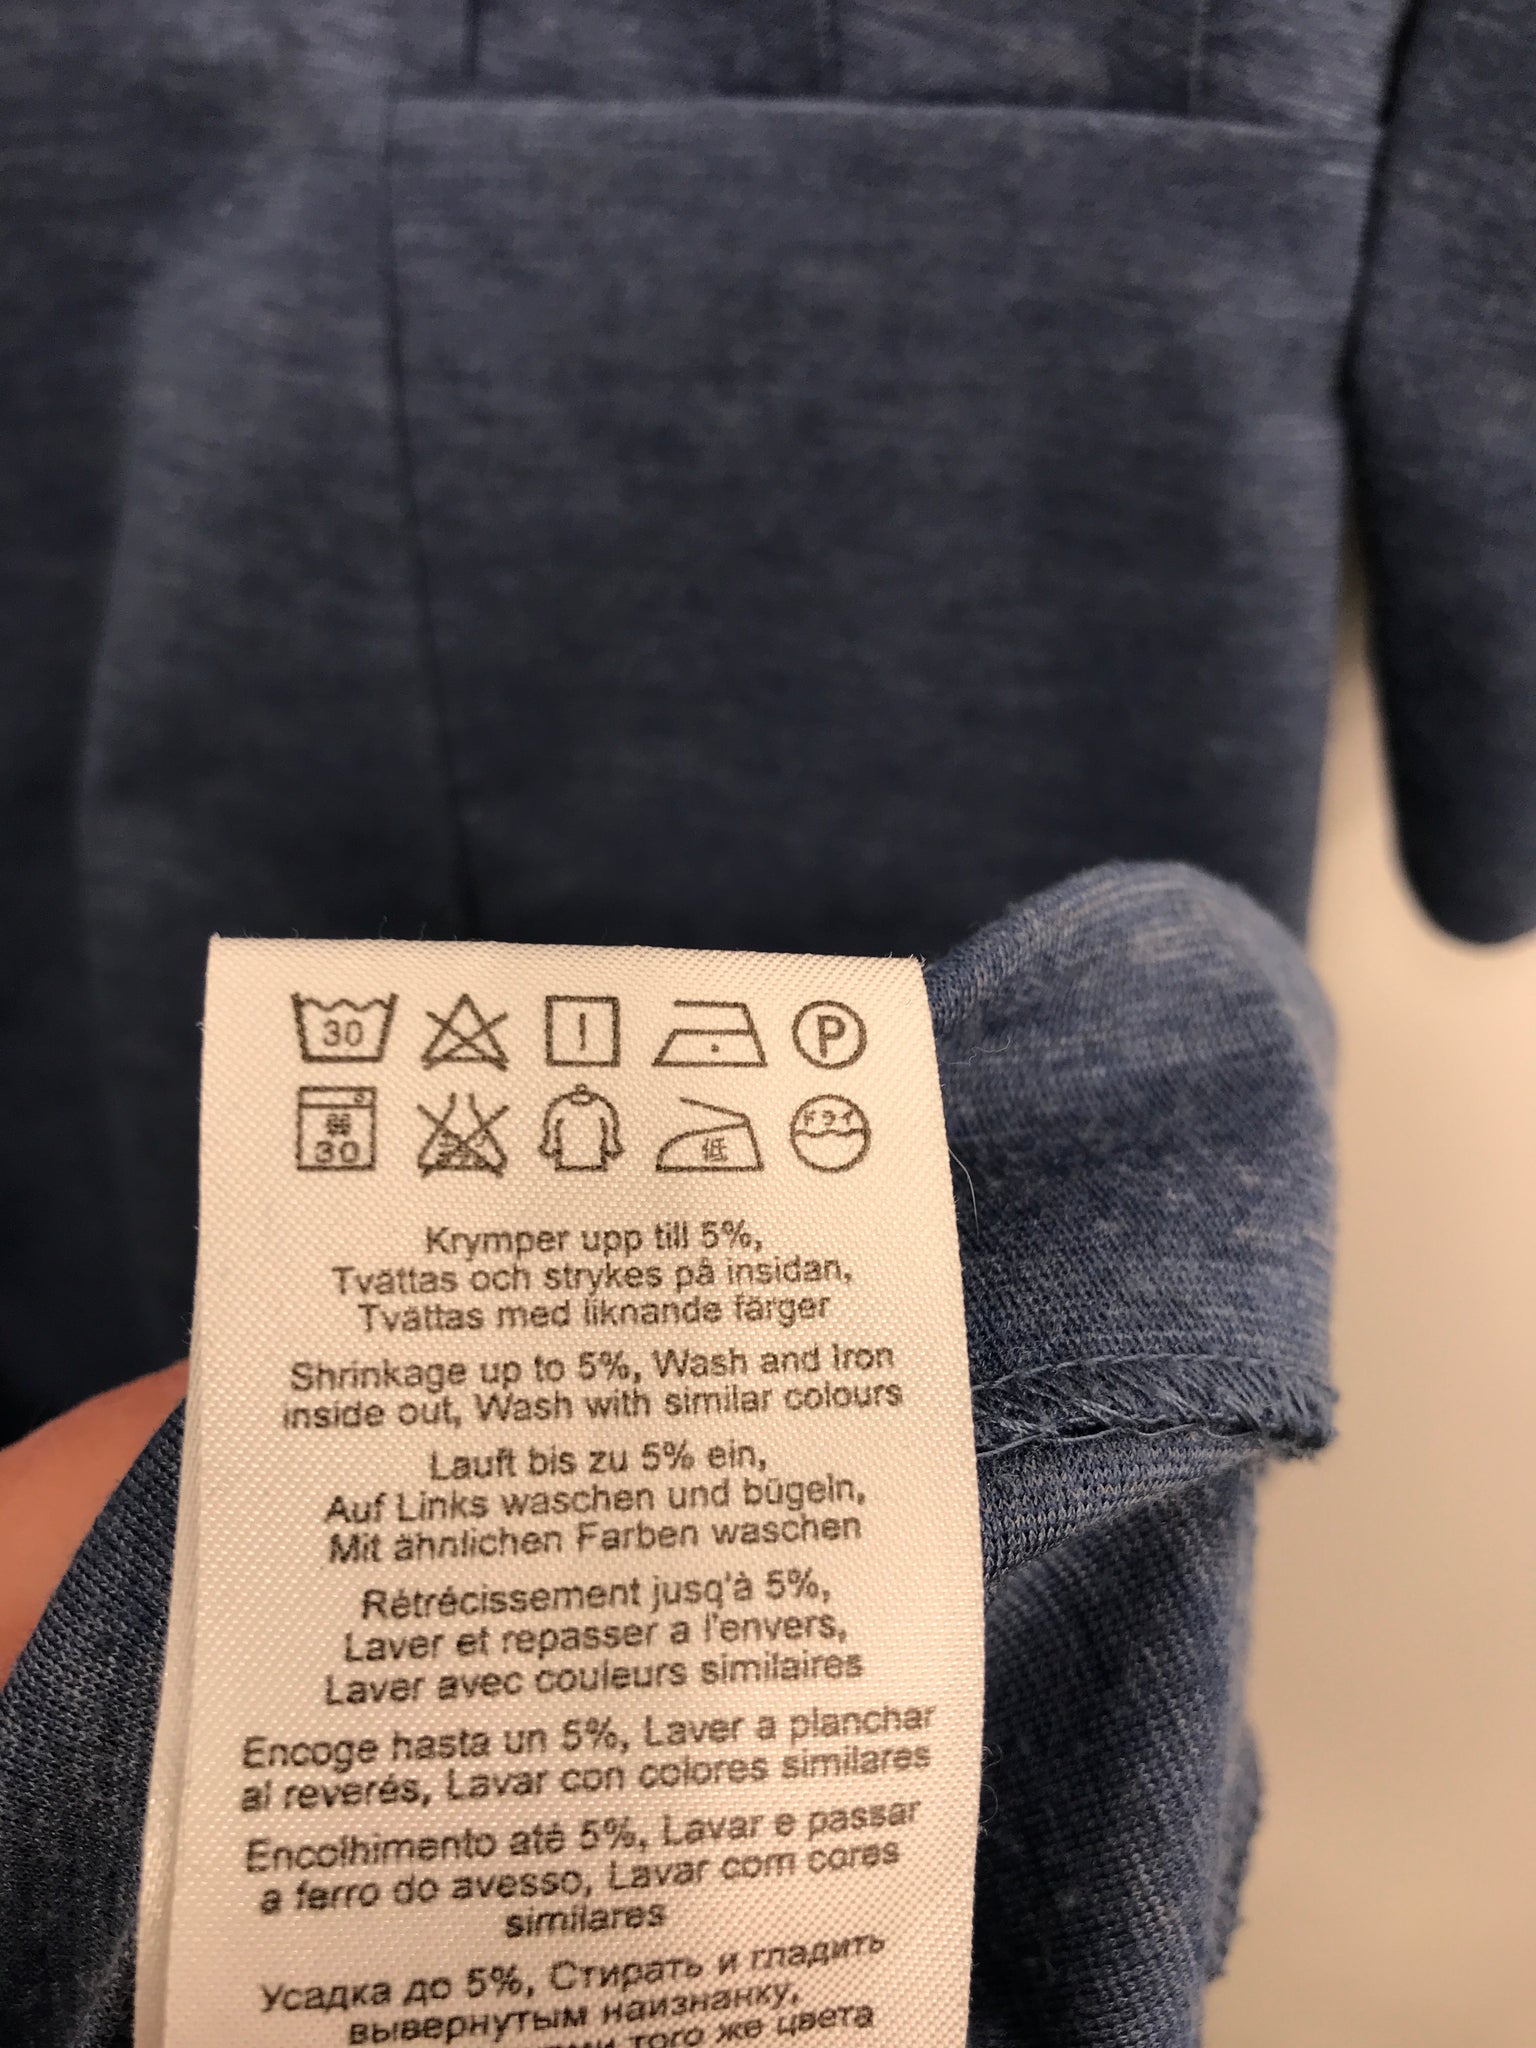 30 P
30 低 ドライ
Krymper upp till 5%,
Tvättas och strykes på insidan,
Tvättas med liknande färger
Shrinkage up to 5%, Wash and Iron
inside out, Wash with similar colours
Lauft bis zu 5% ein,
Auf Links waschen und bügeln,
Mit ähnlichen Farben waschen
Rétrécissement jusq'à 5%,
Laver et repasser a l'envers,
Laver avec couleurs similaires
Encoge hasta un 5%, Laver a planchar
al reverés, Lavar con colores similares
Encolhimento até 5%, Lavar e passar
a ferro do avesso, Lavar com cores
similares
Усадка до 5%, Стирать и гладить
вывернутым наизнанку,
того же цвета